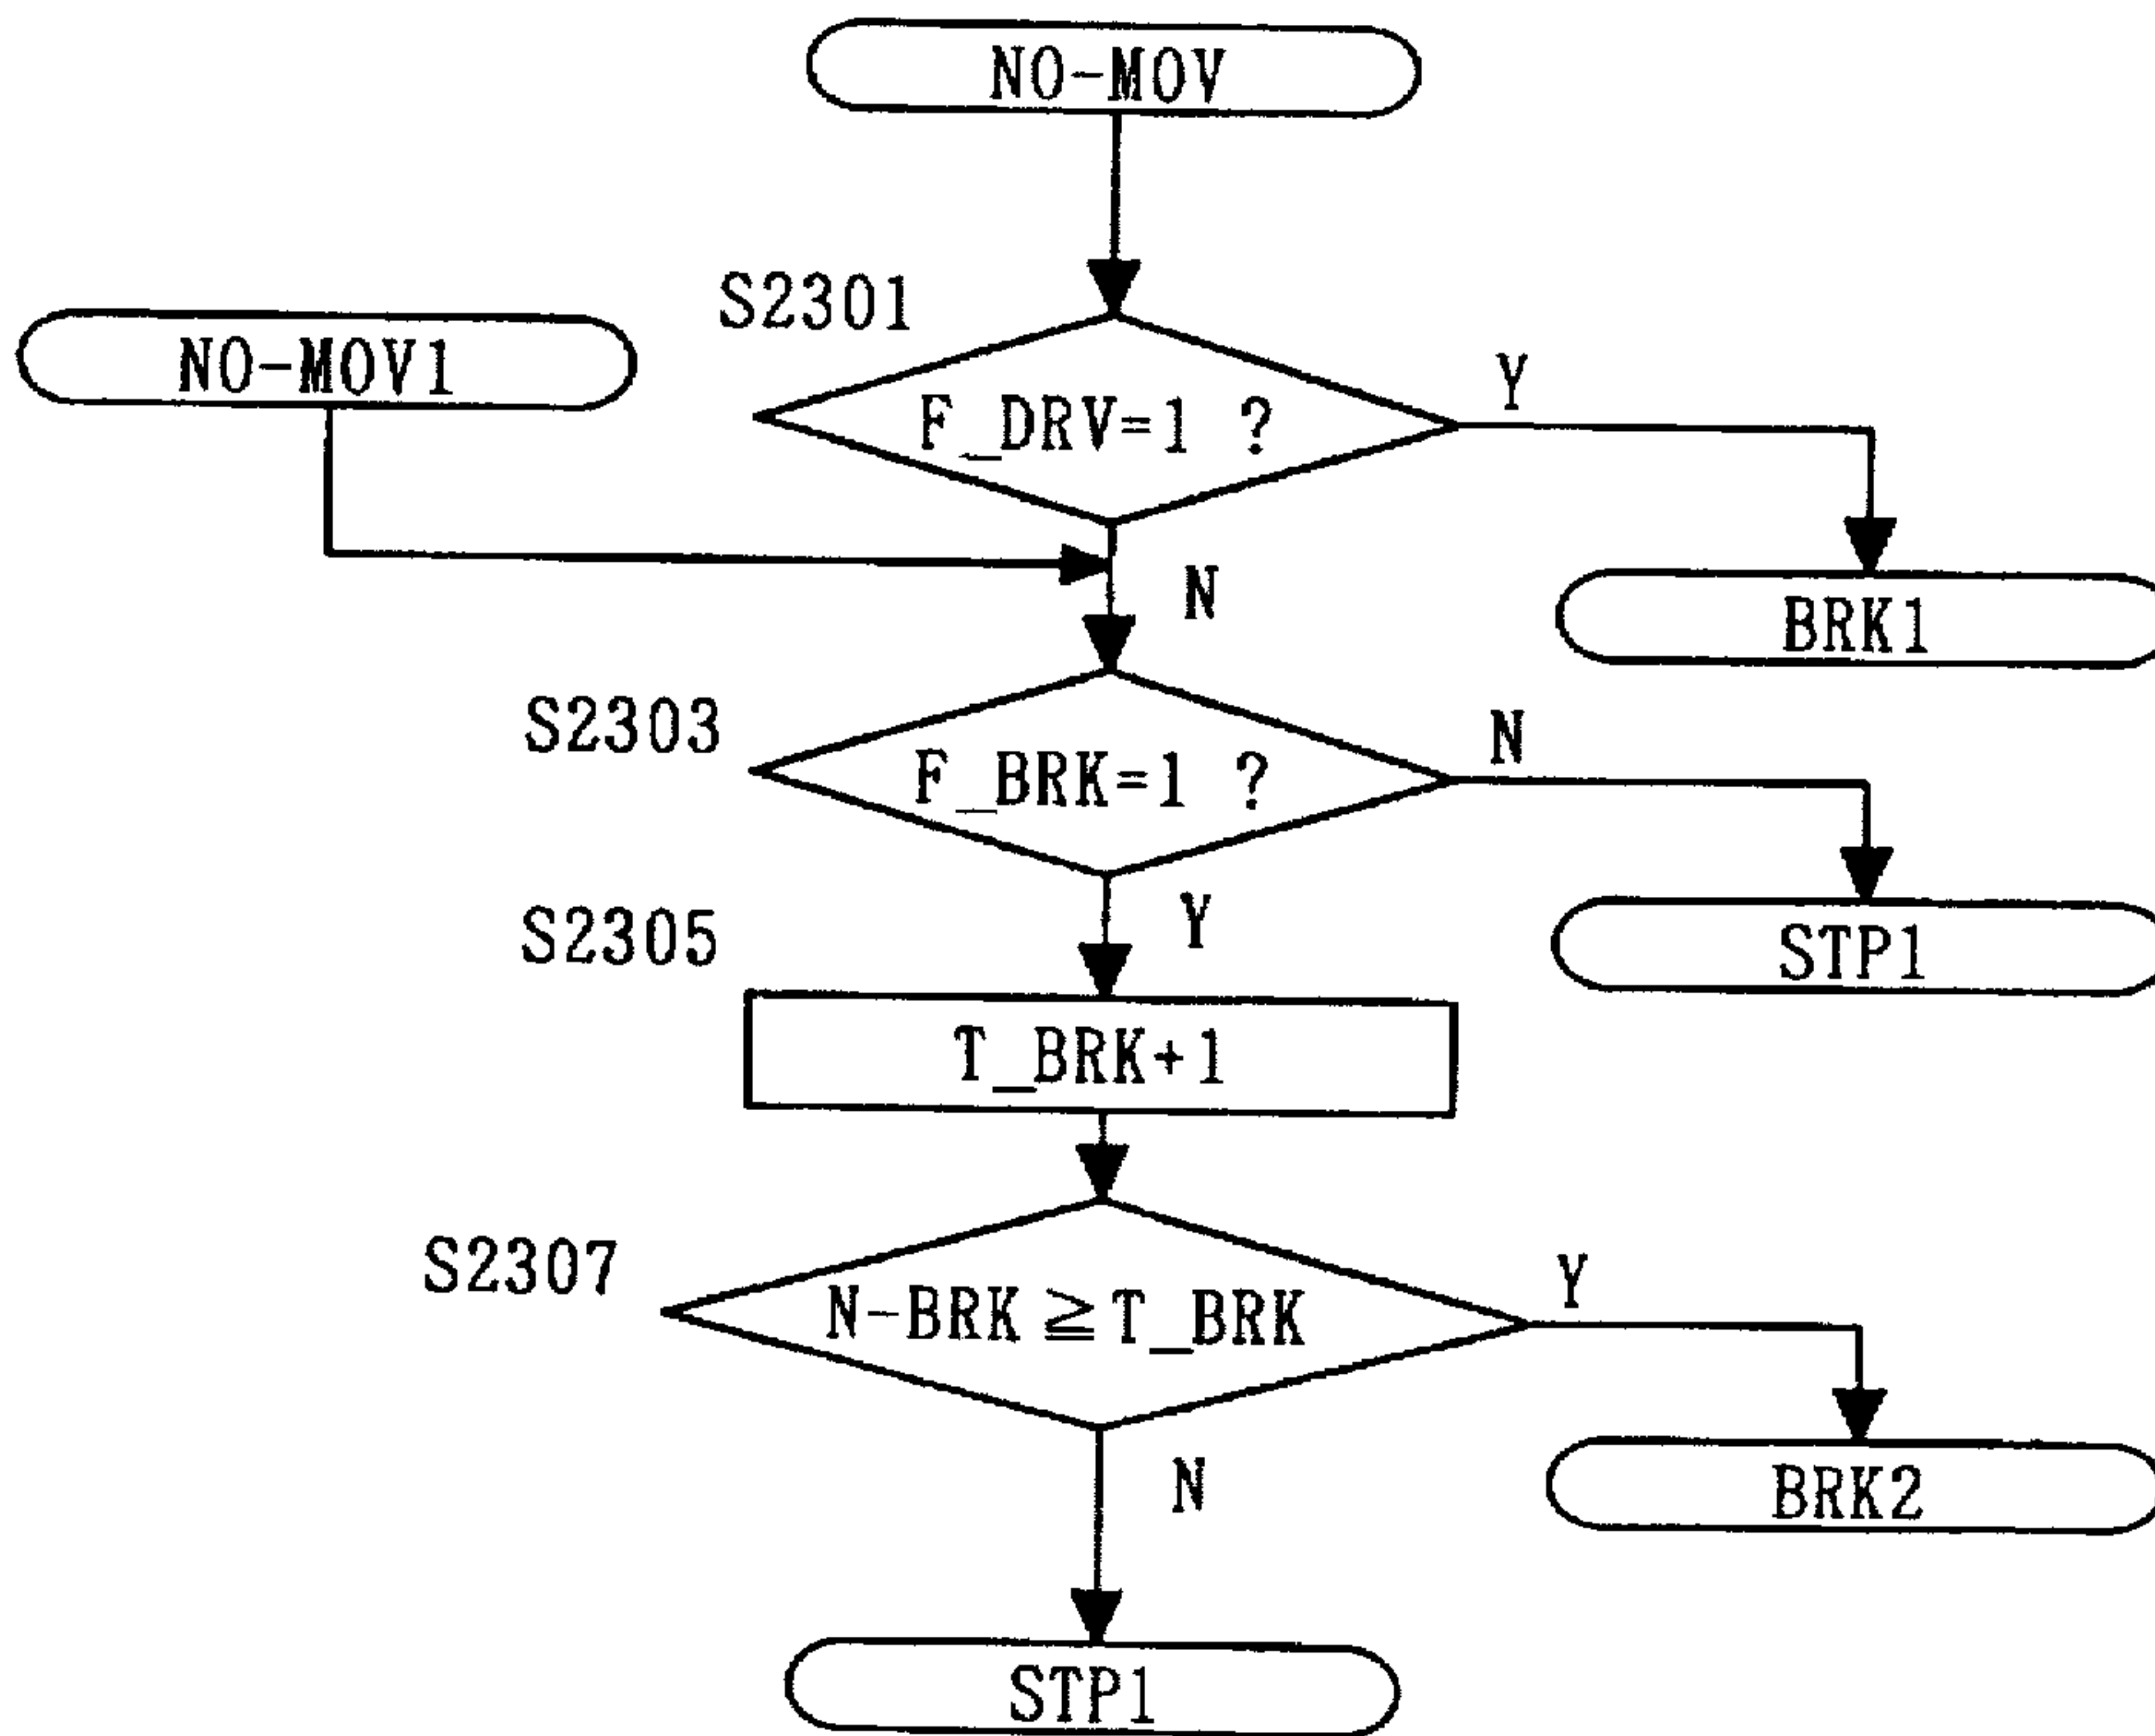 NO-MOV
S2301
NO-MOV1
F_DRV=1 ?
Y
N
BRK1
S2303
F_BRK=1 ?
N
Y
STP1
S2305
T_BRK+1
S2307
N-BRK≧T_BRK
Y
N
BRK2
STP1